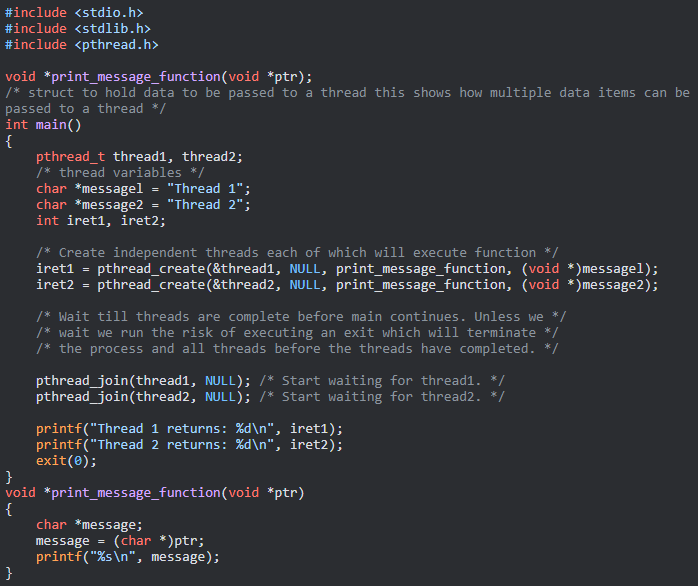 #include <stdio.h>
#include <stdlib.h>
#include <pthread.h>

void *print_message_function(void *ptr);
/* struct to hold data to be passed to a thread this shows how multiple data items can be
passed to a thread */
int main()
{
    pthread_t thread1, thread2;
    /* thread variables */
    char *messagel = "Thread 1";
    char *message2 = "Thread 2";
    int iret1, iret2;

    /* Create independent threads each of which will execute function */
    iret1 = pthread_create(&thread1, NULL, print_message_function, (void *)messagel);
    iret2 = pthread_create(&thread2, NULL, print_message_function, (void *)message2);

    /* Wait till threads are complete before main continues. Unless we */
    /* wait we run the risk of executing an exit which will terminate */
    /* the process and all threads before the threads have completed. */

    pthread_join(thread1, NULL); /* Start waiting for thread1. */
    pthread_join(thread2, NULL); /* Start waiting for thread2. */

    printf("Thread 1 returns: %d\n", iret1);
    printf("Thread 2 returns: %d\n", iret2);
    exit(0);
}
void *print_message_function(void *ptr)
{
    char *message;
    message = (char *)ptr;
    printf("%s\n", message);
}